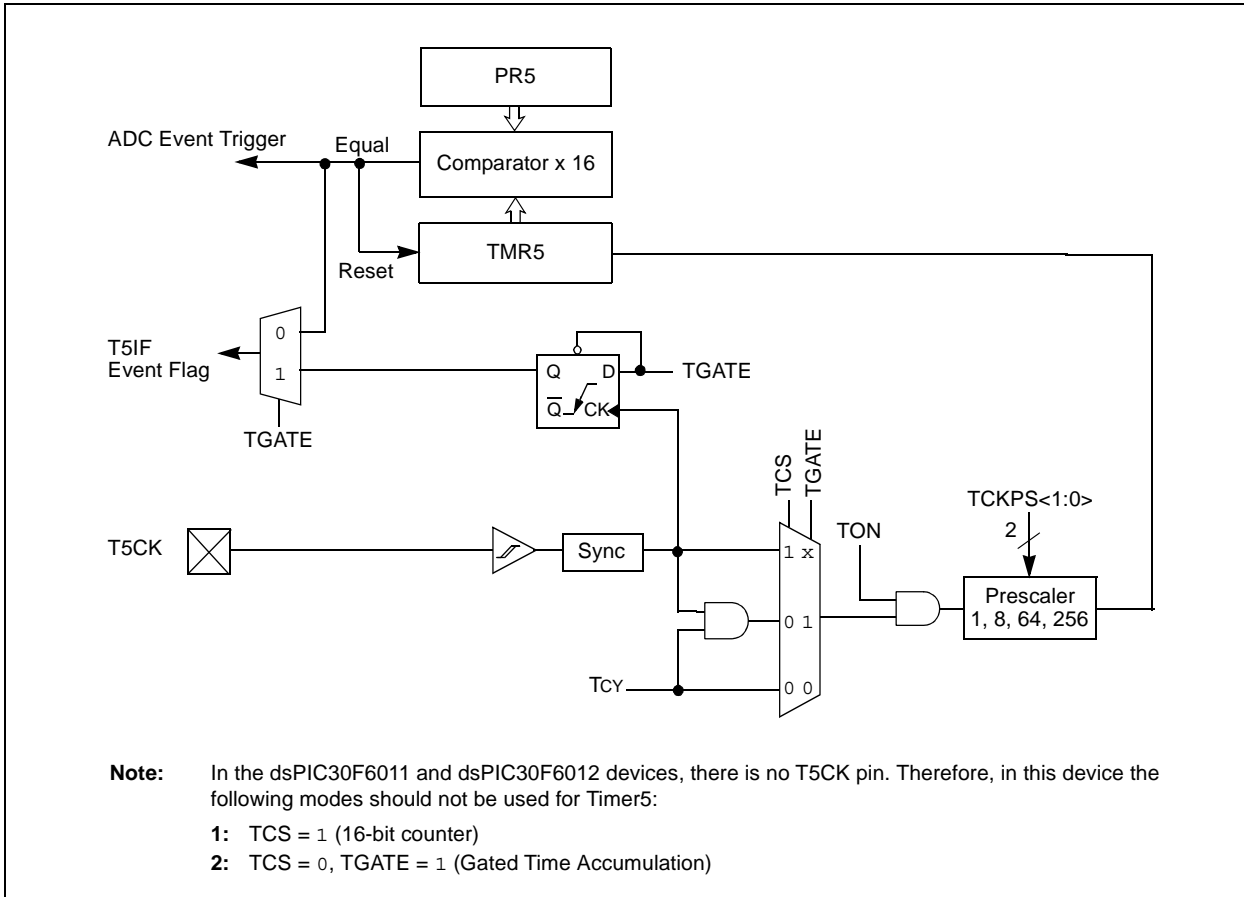 PR5
ADC Event Trigger
Equal
Comparator x 16
TMR5
Reset
0
1
T5IF
Event Flag
TGATE
Q D
Q CK
TGATE
TCS
TGATE
TCKPS<1:0>
2
TON
T5CK
Sync
1 x
0 1
0 0
Prescaler
1, 8, 64, 256
TCY
Note: In the dsPIC30F6011 and dsPIC30F6012 devices, there is no T5CK pin. Therefore, in this device the
following modes should not be used for Timer5:
1: TCS = 1 (16-bit counter)
2: TCS = 0, TGATE = 1 (Gated Time Accumulation)